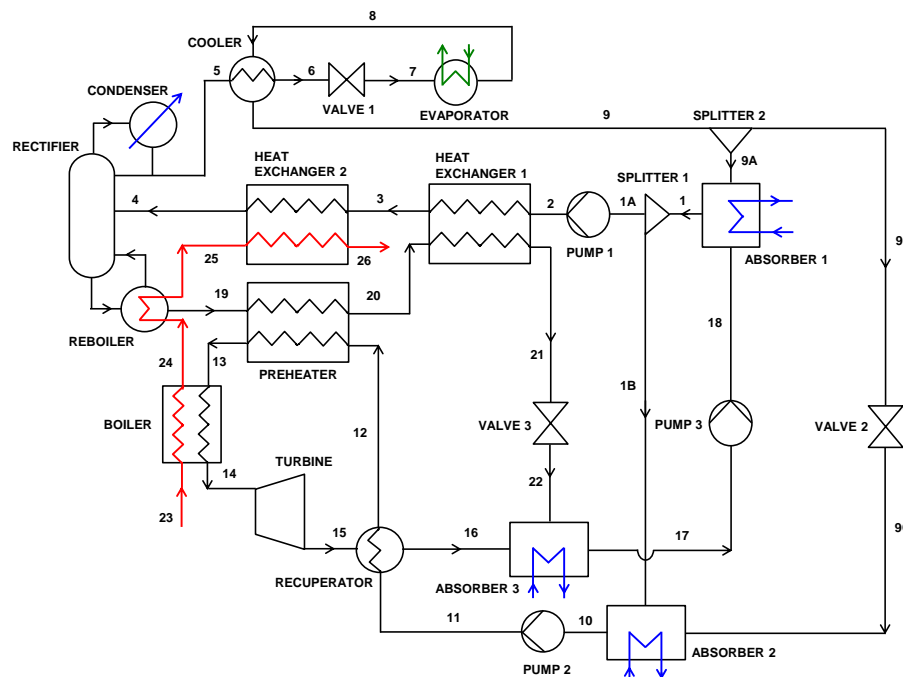 8
COOLER
5
6
7
CONDENSER
VALVE 1
EVAPORATOR
9
SPLITTER 2
RECTIFIER
HEAT
EXCHANGER 2
HEAT
EXCHANGER 1
SPLITTER 1
9A
4
3
2
1A
1
PUMP 1
ABSORBER 1
9
25
26
19
20
18
REBOILER
24
13
PREHEATER
21
1B
BOILER
12
VALVE 3
PUMP 3
VALVE 2
TURBINE
14
22
23
15
16
17
9
RECUPERATOR
ABSORBER 3
11
10
PUMP 2
ABSORBER 2